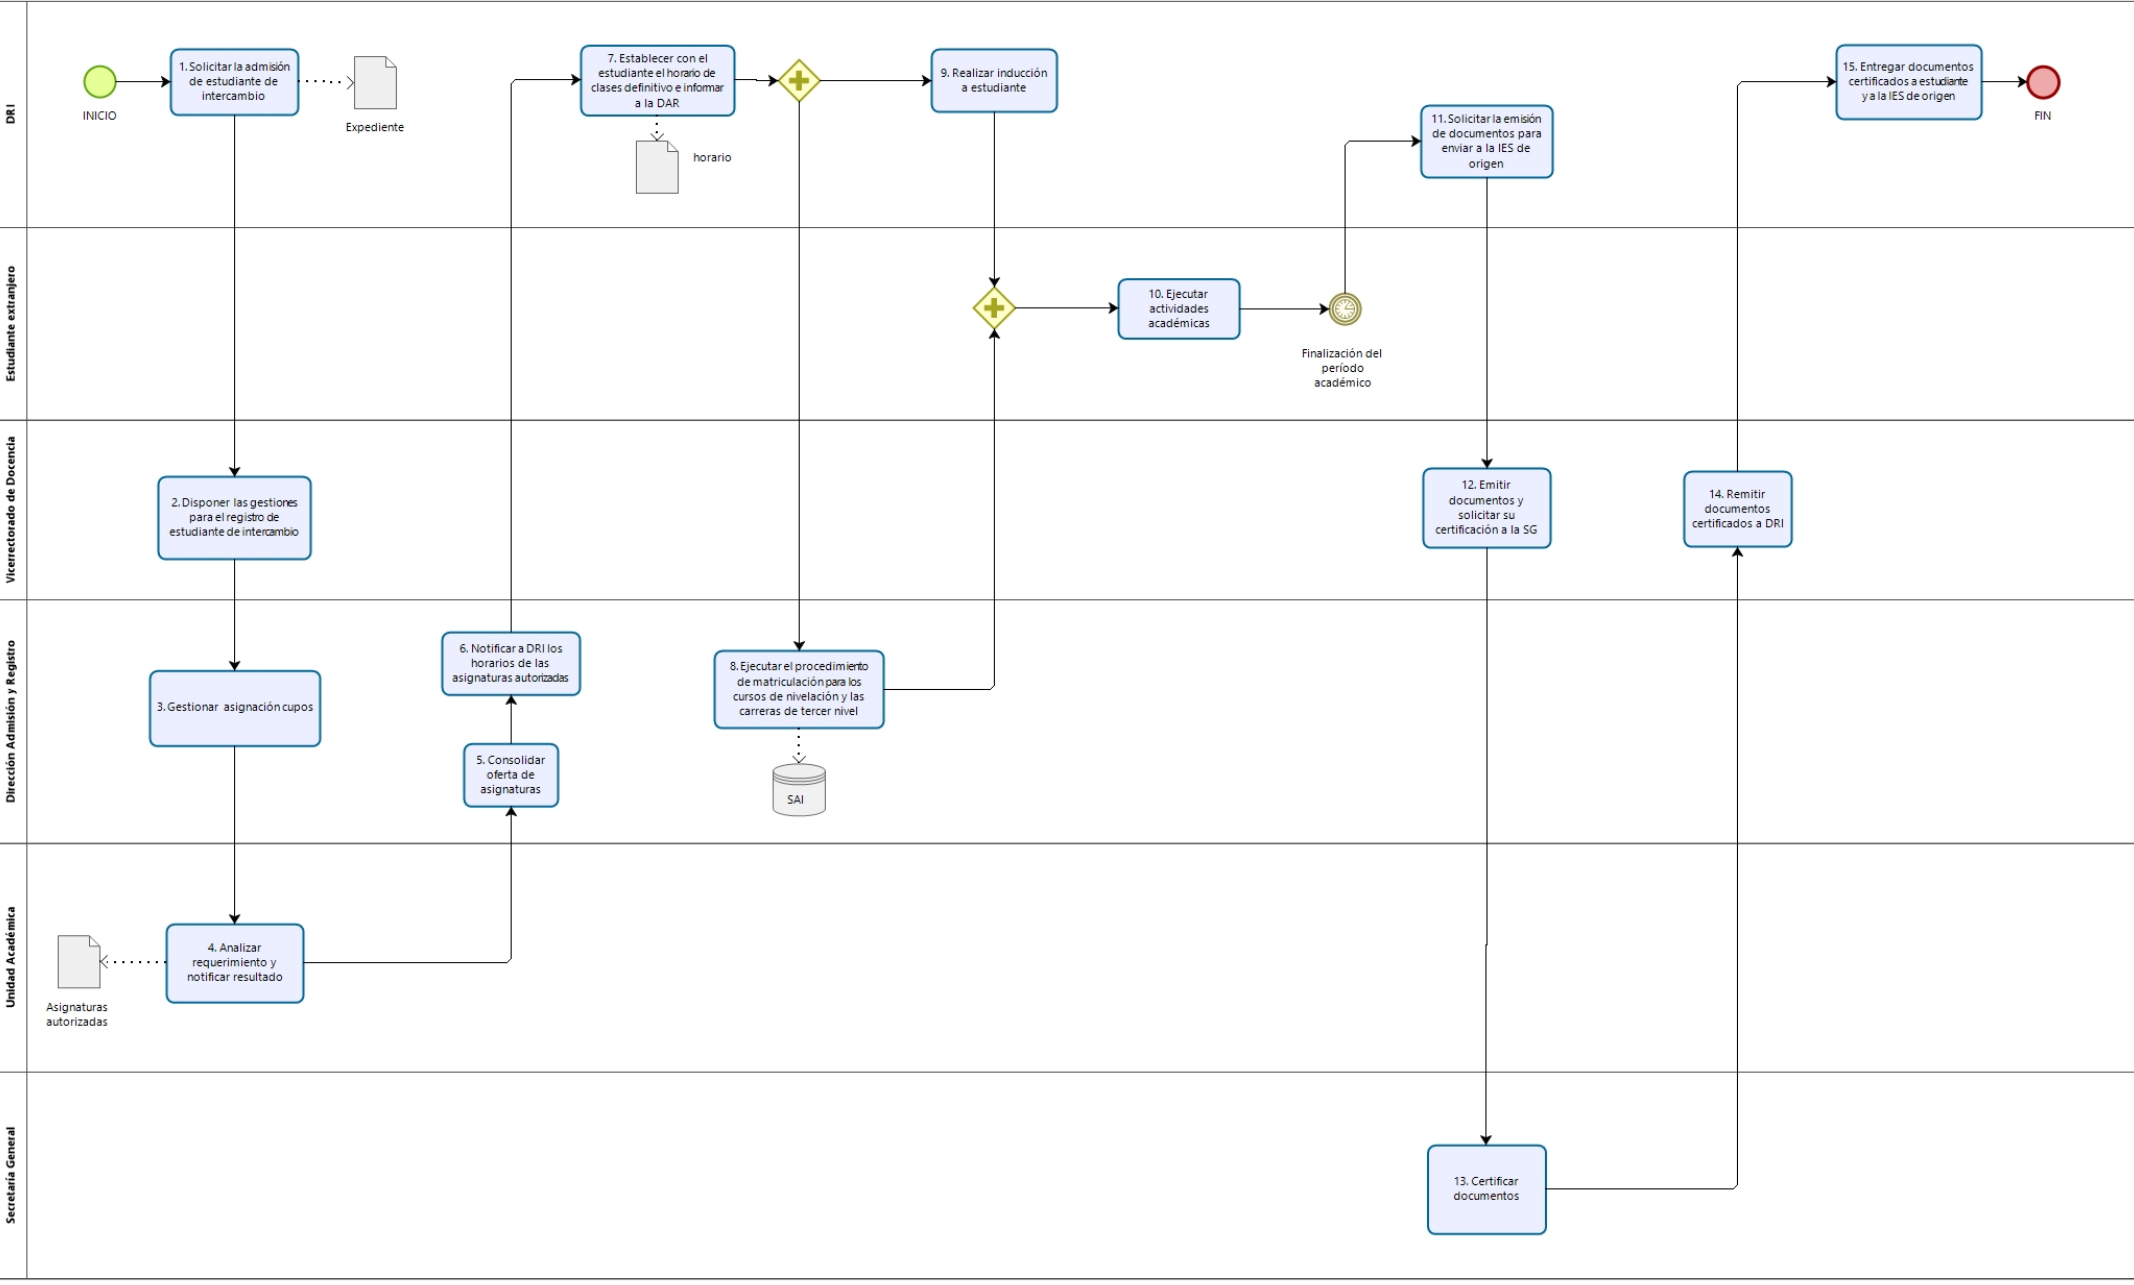 DRI
INICIO
1. Solicitar la admisión
de estudiante de
intercambio
Expediente
7. Establecer con el
estudiante el horario de
clases definitivo e informar
a la DAR
horario
9. Realizar inducción
a estudiante
11. Solicitar la emisión
de documentos para
enviar a la IES de
origen
15. Entregar documentos
certificados a estudiante
y a la IES de origen
FIN
Estudiante extranjero
10. Ejecutar
actividades
académicas
Finalización del
período
académico
Vicerrectorado de Docencia
2. Disponer las gestiones
para el registro de
estudiante de intercambio
12. Emitir
documentos y
solicitar su
certificación a la SG
14. Remitir
documentos
certificados a DRI
Dirección Admisión y Registro
3. Gestionar asignación cupos
6. Notificar a DRI los
horarios de las
asignaturas autorizadas
5. Consolidar
oferta de
asignaturas
8. Ejecutar el procedimiento
de matriculación para los
cursos de nivelación y las
carreras de tercer nivel
SAI
Unidad Académica
4. Analizar
requerimiento y
notificar resultado
Asignaturas
autorizadas
Secretaría General
13. Certificar
documentos